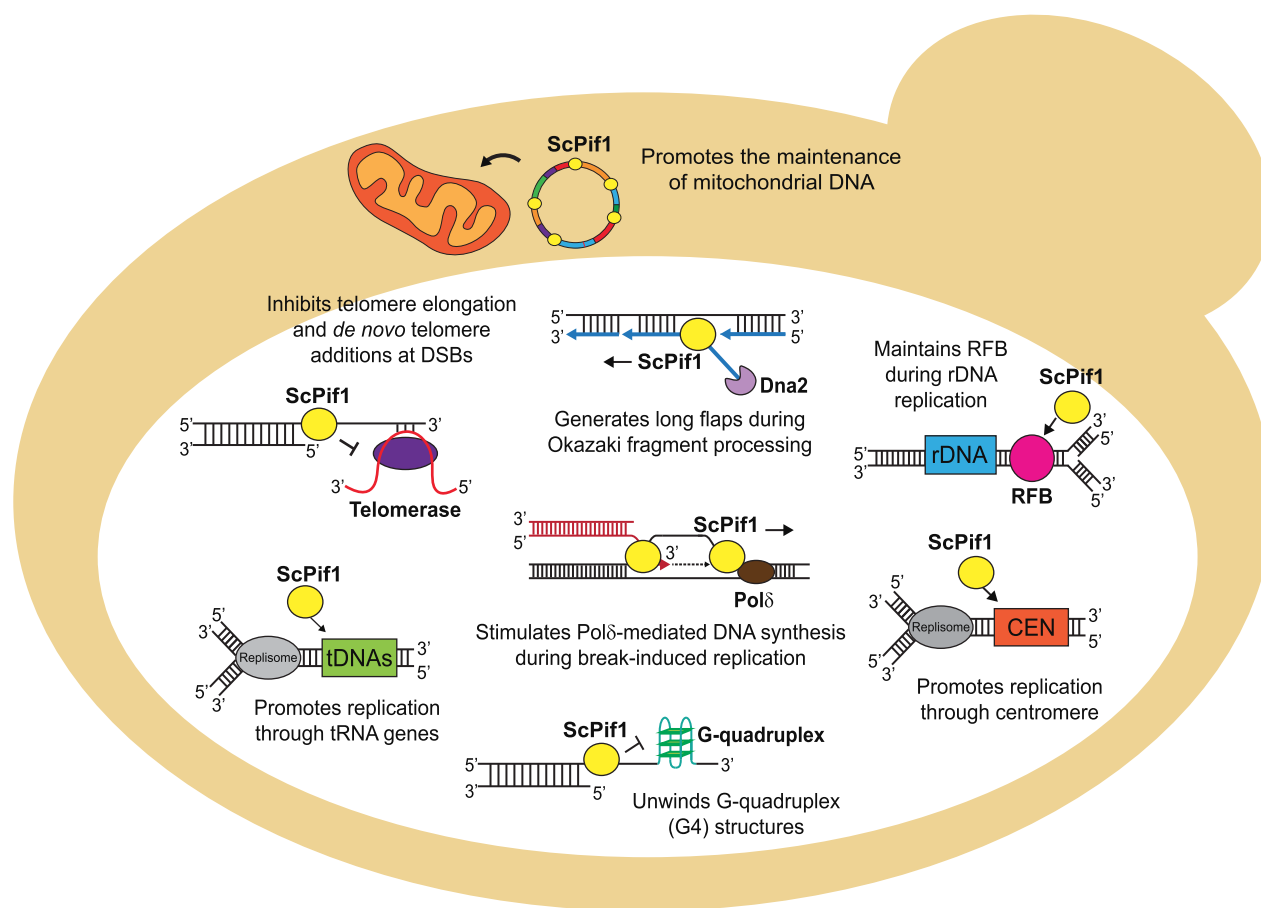 ScPif1
Promotes the maintenance
of mitochondrial DNA
Inhibits telomere elongation
and de novo telomere
additions at DSBs
ScPif1
5’
3’
3’
5’
3’
5’
Telomerase
5’
3’
3’
5’
ScPif1
Dna2
Generates long flaps during
Okazaki fragment processing
Maintains RFB
during rDNA
replication
ScPif1
3’
5’
5’
3’
rDNA
3’
5’
RFB
3’
5’
ScPif1
3’
Polδ
Stimulates Polδ-mediated DNA synthesis
during break-induced replication
ScPif1
5’
3’
Replisome
tDNAs
3’
5’
5’
3’
Promotes replication
through tRNA genes
ScPif1
5’
3’
Replisome
CEN
3’
5’
5’
3’
Promotes replication
through centromere
ScPif1
G-quadruplex
5’
3’
3’
5’
Unwinds G-quadruplex
(G4) structures